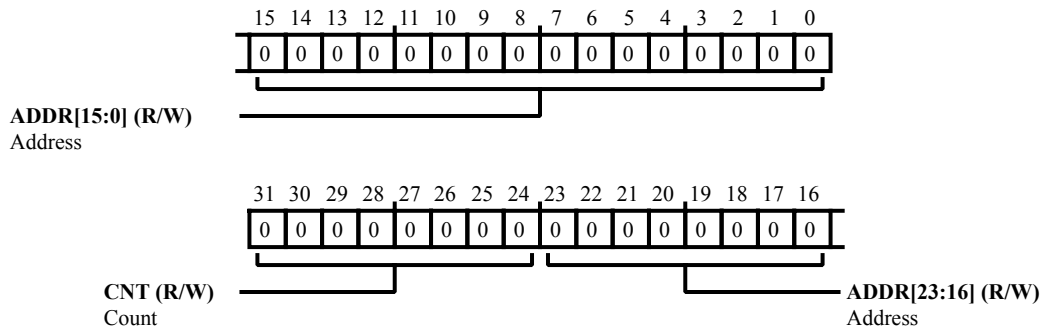 15 14 13 12 11 10 9 8 7 6 5 4 3 2 1 0
0 0 0 0 0 0 0 0 0 0 0 0 0 0 0 0
ADDR[15:0] (R/W)
Address
31 30 29 28 27 26 25 24 23 22 21 20 19 18 17 16
0 0 0 0 0 0 0 0 0 0 0 0 0 0 0 0
CNT (R/W)
Count
ADDR[23:16] (R/W)
Address